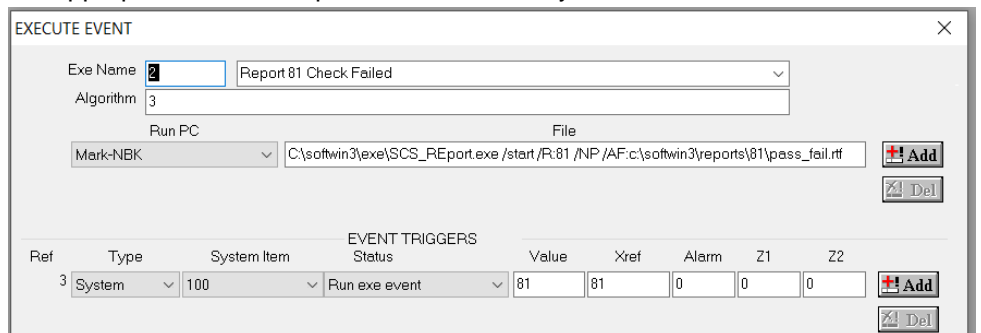 EXECUTE EVENT
Exe Name 2 Report 81 Check Failed
Algorithm 3
Run PC File
Mark-NBK C:\softwin3\exe\SCS_REport.exe /start /R:81 /NP /AF:c:\softwin3\reports\81\pass_fail.rtf Add
Del
EVENT TRIGGERS
Ref Type System Item Status Value Xref Alarm Z1 Z2
3 System 100 Run exe event 81 81 0 0 0 Add
Del